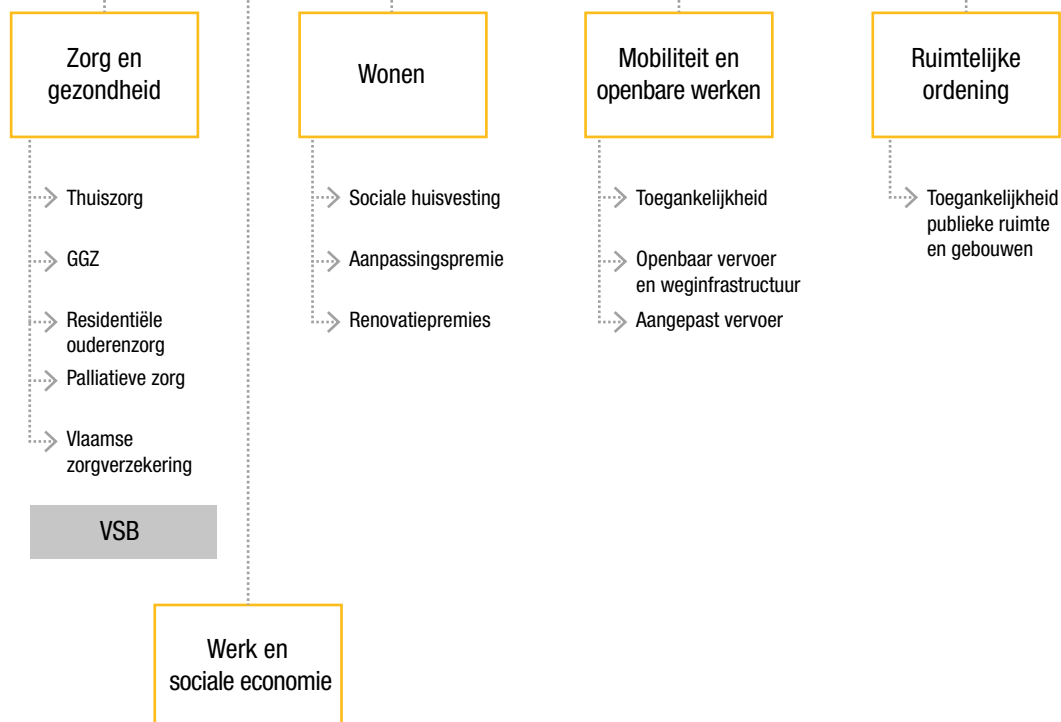 Zorg en
gezondheid
Thuiszorg
GGZ
Residentiële
ouderenzorg
Palliatieve zorg
Vlaamse
zorgverzekering
VSB
Wonen
Sociale huisvesting
Aanpassingspremie
Renovatiepremies
Mobiliteit en
openbare werken
Toegankelijkheid
Openbaar vervoer
en weginfrastructuur
Aangepast vervoer
Ruimtelijke
ordening
Toegankelijkheid
publieke ruimte
en gebouwen
Werk en
sociale economie